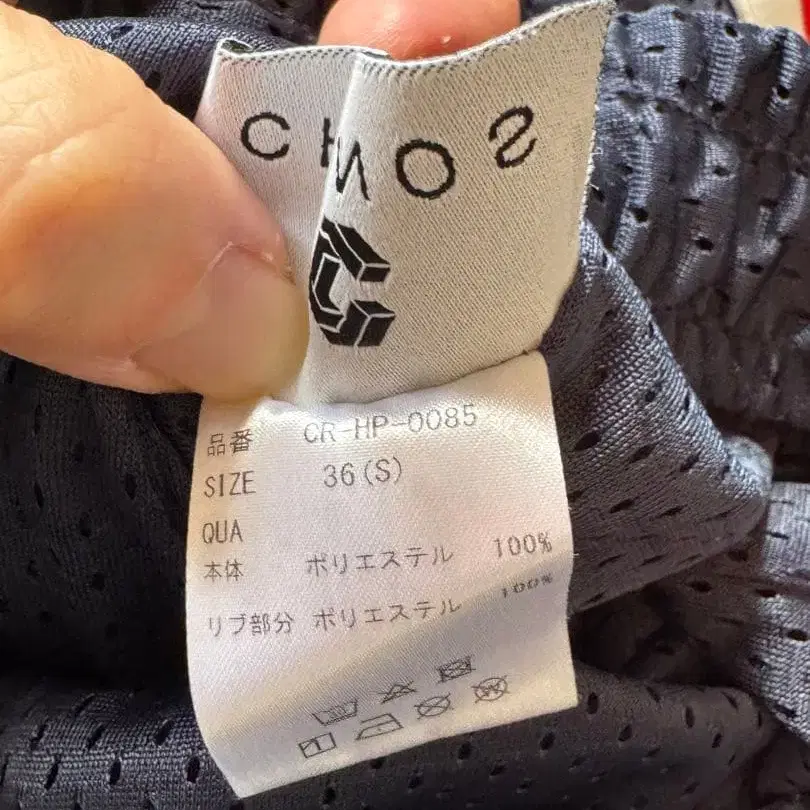 CHNOS
品番 CR-HP-0085
SIZE 36(S)
QUA
本体 ポリエステル 100%
リブ部分 ポリエステル 100%